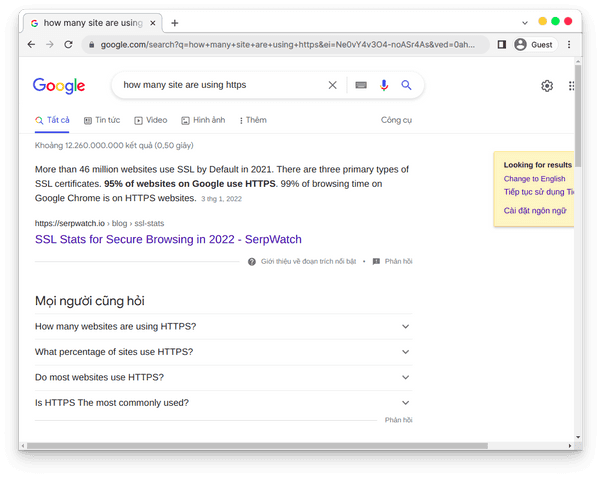 how many site are using
google.com/search?q=how+many+site+are+using+https&ei=Ne0vY4v3O4-noASr4As&ved=0ah...
Guest
Google
how many site are using https
Tất cả
Tin tức
Video
Hình ảnh
Thêm
Công cụ
Khoảng 12.260.000.000 kết quả (0,50 giây)
More than 46 million websites use SSL by Default in 2021. There are three primary types of
SSL certificates. 95% of websites on Google use HTTPS. 99% of browsing time on
Google Chrome is on HTTPS websites. 3 thg 1, 2022
Looking for results
Change to English
Tiếp tục sử dụng Ti
Cài đặt ngôn ngữ
https://serpwatch.io › blog › ssl-stats
SSL Stats for Secure Browsing in 2022 - SerpWatch
Giới thiệu về đoạn trích nổi bật • Phản hồi
Mọi người cũng hỏi
How many websites are using HTTPS?
What percentage of sites use HTTPS?
Do most websites use HTTPS?
Is HTTPS The most commonly used?
Phản hồi